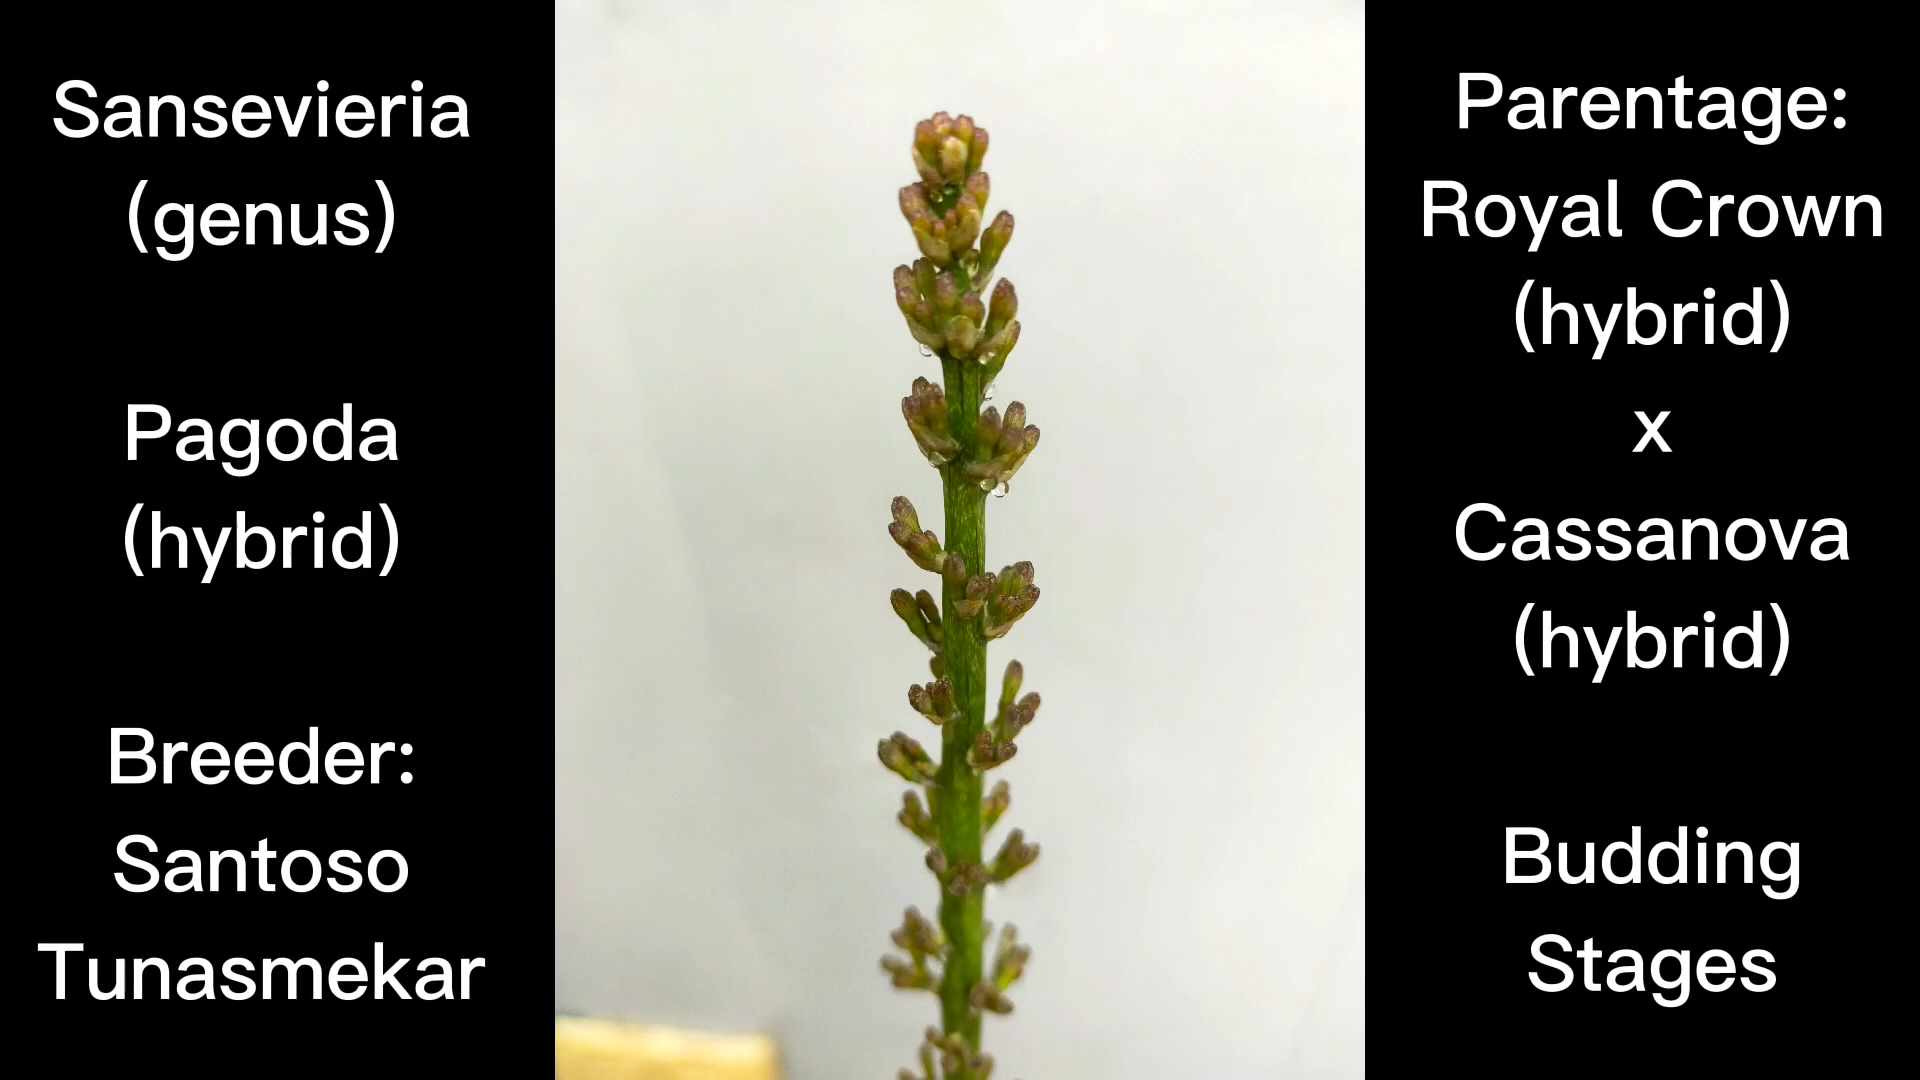 Sansevieria
(genus)
Pagoda
(hybrid)
Breeder:
Santoso
Tunasmekar
Parentage:
Royal Crown
(hybrid)
x
Cassanova
(hybrid)
Budding
Stages